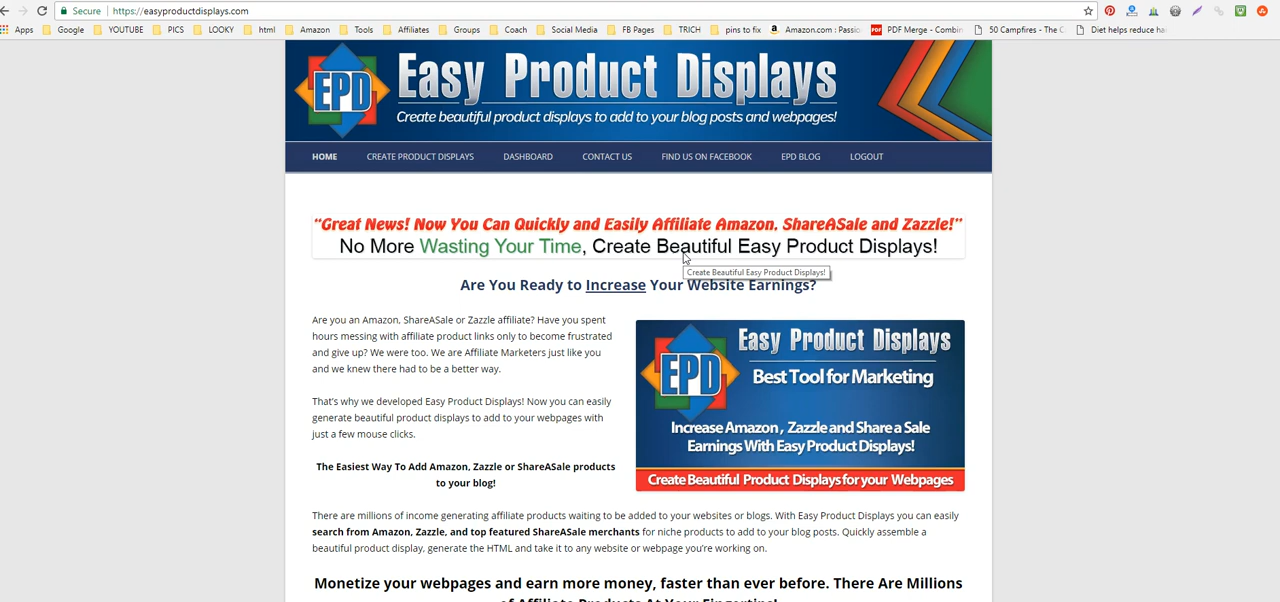 Secure https://easyproductdisplays.com
Apps Google YOUTUBE PICS LOOKY html Amazon Tools Affiliates Groups Coach Social Media FB Pages TRICH pins to fix Amazon.com : Passio PDF Merge - Combin 50 Campfires - The C Diet helps reduce ha
EPD
Easy Product Displays
Create beautiful product displays to add to your blog posts and webpages!
HOME CREATE PRODUCT DISPLAYS DASHBOARD CONTACT US FIND US ON FACEBOOK EPD BLOG LOGOUT
“Great News! Now You Can Quickly and Easily Affiliate Amazon, ShareASale and Zazzle!”
No More Wasting Your Time, Create Beautiful Easy Product Displays!
Create Beautiful Easy Product Displays!
Are You Ready to Increase Your Website Earnings?
Are you an Amazon, ShareASale or Zazzle affiliate? Have you spent
hours messing with affiliate product links only to become frustrated
and give up? We were too. We are Affiliate Marketers just like you
and we knew there had to be a better way.
That's why we developed Easy Product Displays! Now you can easily
generate beautiful product displays to add to your webpages with
just a few mouse clicks.
The Easiest Way To Add Amazon, Zazzle or ShareASale products
to your blog!
EPD
Easy Product Displays
Best Tool for Marketing
Increase Amazon, Zazzle and Share a Sale
Earnings With Easy Product Displays!
Create Beautiful Product Displays for your Webpages
There are millions of income generating affiliate products waiting to be added to your websites or blogs. With Easy Product Displays you can easily
search from Amazon, Zazzle, and top featured ShareASale merchants for niche products to add to your blog posts. Quickly assemble a
beautiful product display, generate the HTML and take it to any website or webpage you're working on.
Monetize your webpages and earn more money, faster than ever before. There Are Millions
of Affiliate Products At Your Fingertips!